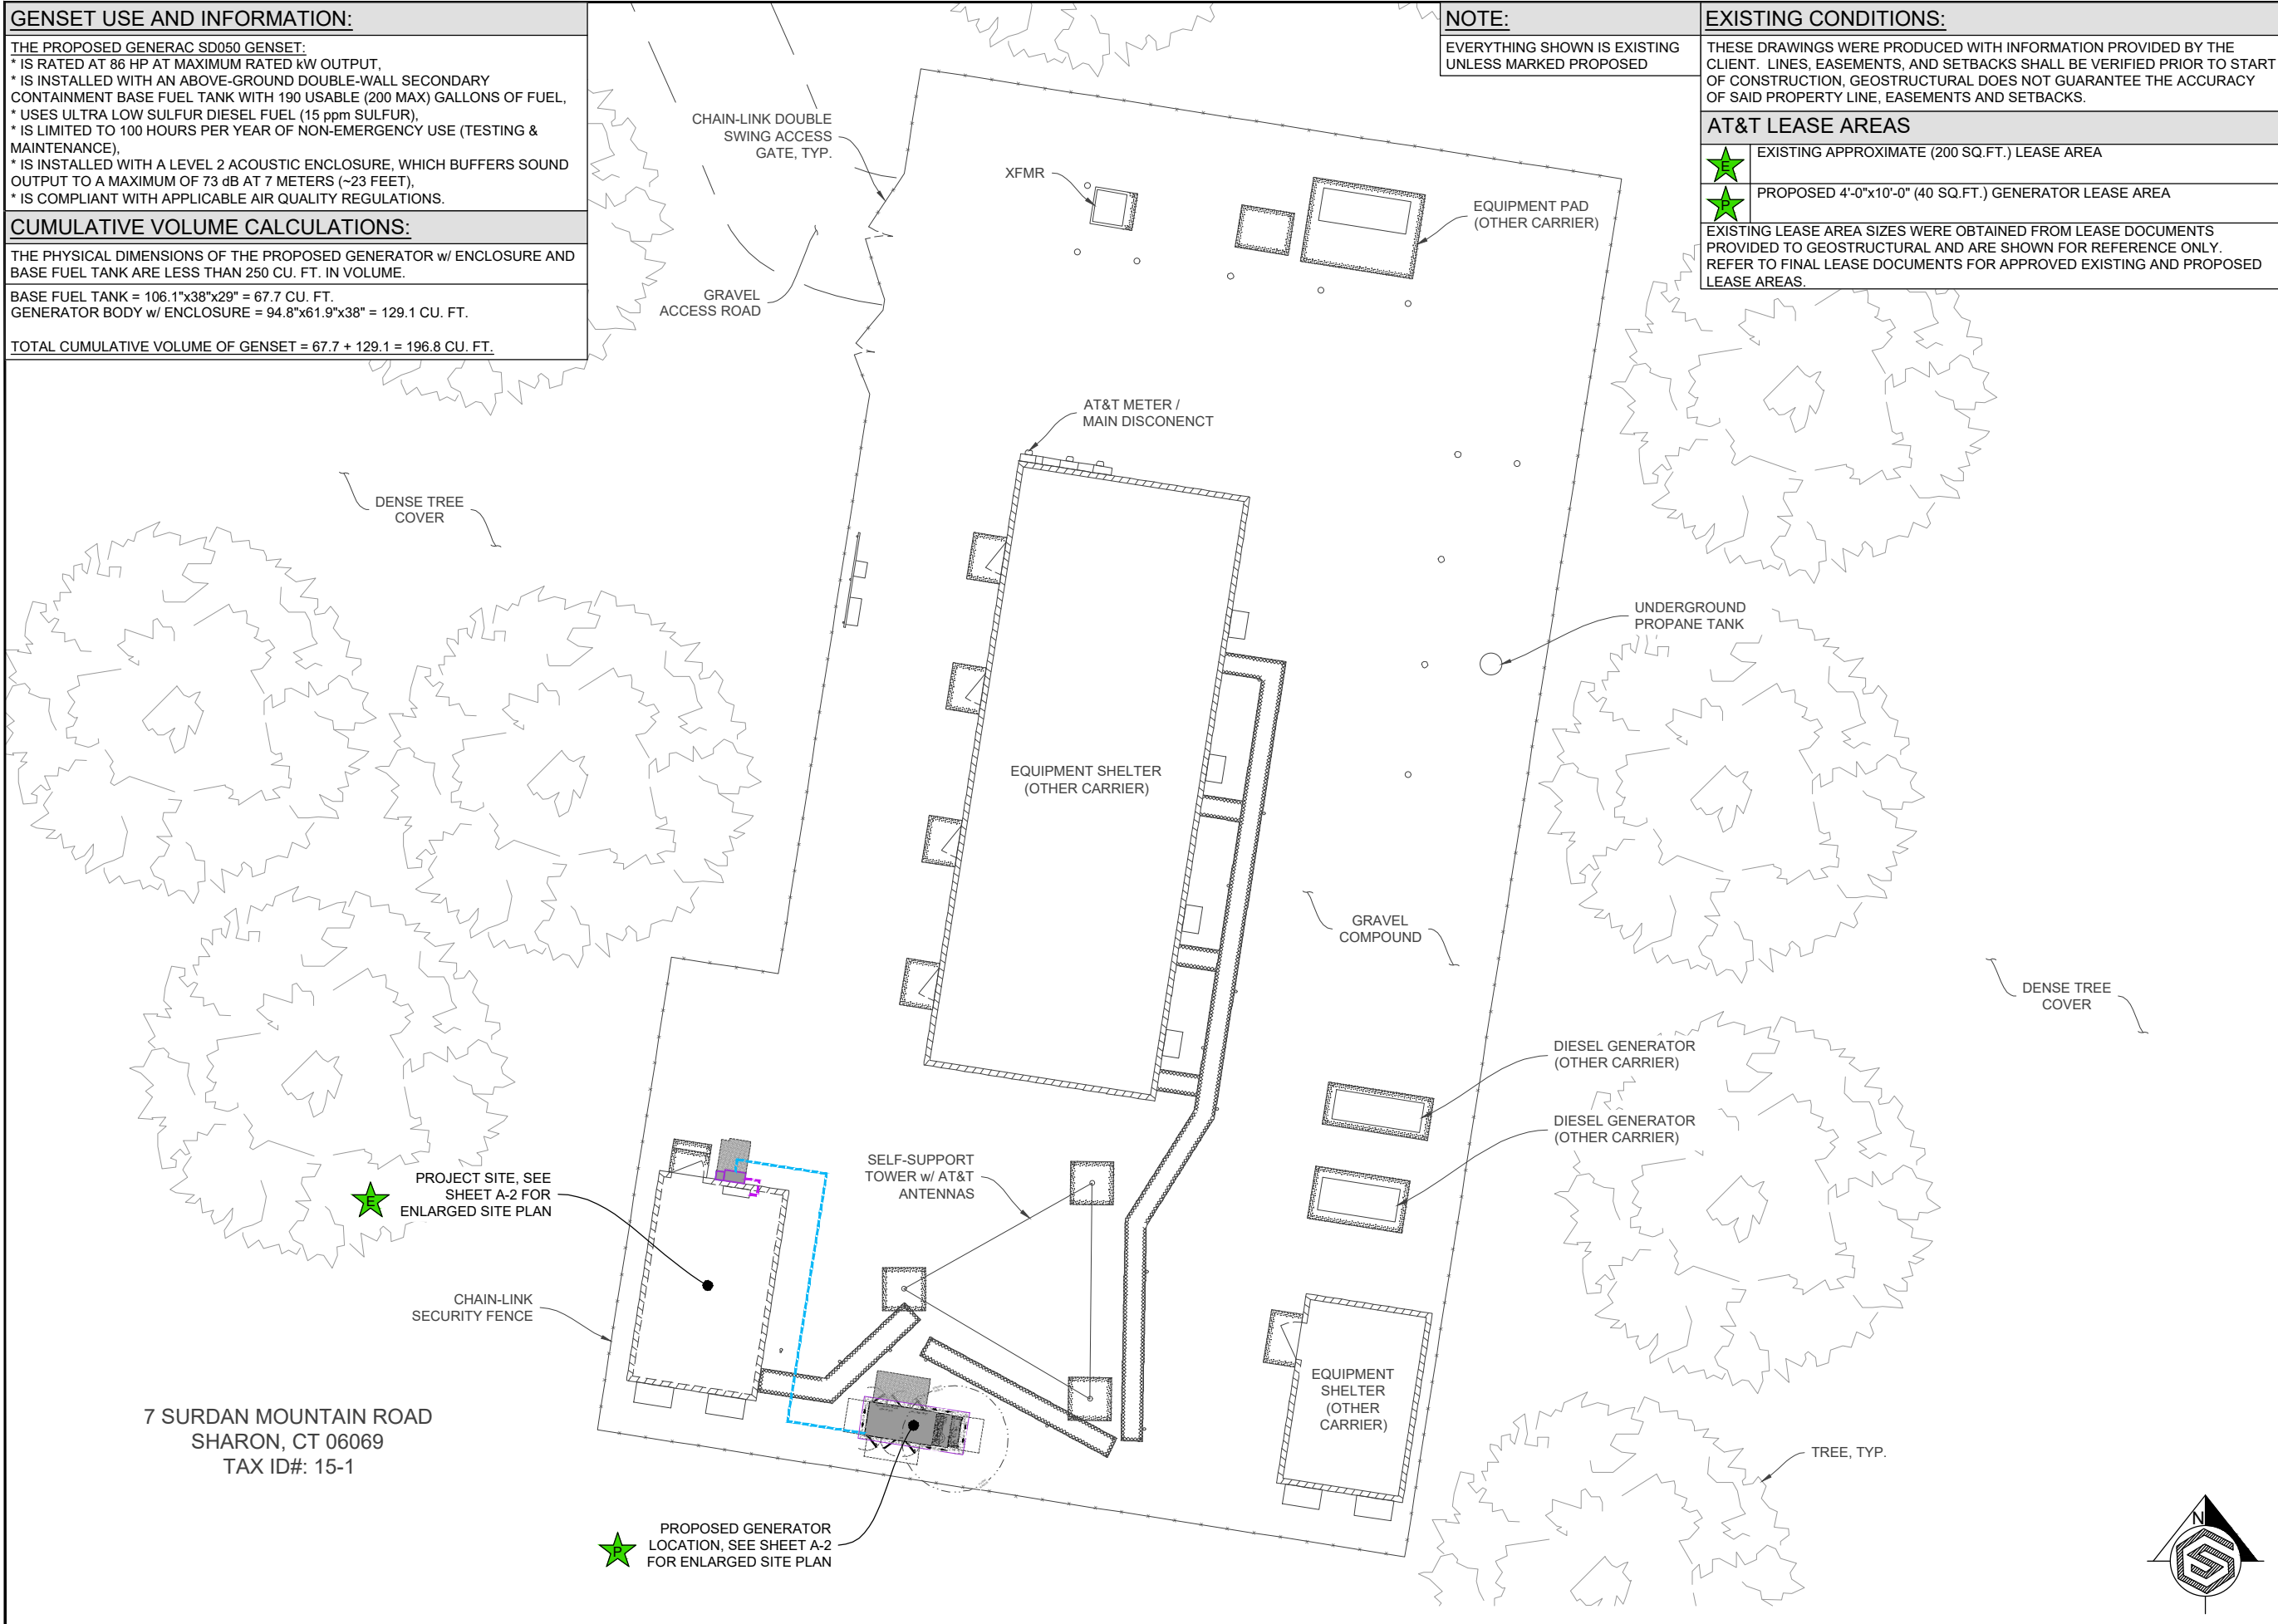 GENSET USE AND INFORMATION:
THE PROPOSED GENERAC SD050 GENSET:
* IS RATED AT 86 HP AT MAXIMUM RATED kW OUTPUT,
* IS INSTALLED WITH AN ABOVE-GROUND DOUBLE-WALL SECONDARY
CONTAINMENT BASE FUEL TANK WITH 190 USABLE (200 MAX) GALLONS OF FUEL,
* USES ULTRA LOW SULFUR DIESEL FUEL (15 ppm SULFUR),
* IS LIMITED TO 100 HOURS PER YEAR OF NON-EMERGENCY USE (TESTING &
MAINTENANCE),
* IS INSTALLED WITH A LEVEL 2 ACOUSTIC ENCLOSURE, WHICH BUFFERS SOUND
OUTPUT TO A MAXIMUM OF 73 dB AT 7 METERS (~23 FEET),
* IS COMPLIANT WITH APPLICABLE AIR QUALITY REGULATIONS.
CUMULATIVE VOLUME CALCULATIONS:
THE PHYSICAL DIMENSIONS OF THE PROPOSED GENERATOR w/ ENCLOSURE AND
BASE FUEL TANK ARE LESS THAN 250 CU. FT. IN VOLUME.
BASE FUEL TANK = 106.1"x38"x29" = 67.7 CU. FT.
GENERATOR BODY w/ ENCLOSURE = 94.8"x61.9"x38" = 129.1 CU. FT.
TOTAL CUMULATIVE VOLUME OF GENSET = 67.7 + 129.1 = 196.8 CU. FT.
NOTE:
EVERYTHING SHOWN IS EXISTING
UNLESS MARKED PROPOSED
EXISTING CONDITIONS:
THESE DRAWINGS WERE PRODUCED WITH INFORMATION PROVIDED BY THE
CLIENT. LINES, EASEMENTS, AND SETBACKS SHALL BE VERIFIED PRIOR TO START
OF CONSTRUCTION, GEOSTRUCTURAL DOES NOT GUARANTEE THE ACCURACY
OF SAID PROPERTY LINE, EASEMENTS AND SETBACKS.
AT&T LEASE AREAS
E
EXISTING APPROXIMATE (200 SQ.FT.) LEASE AREA
P
PROPOSED 4'-0"x10'-0" (40 SQ.FT.) GENERATOR LEASE AREA
EXISTING LEASE AREA SIZES WERE OBTAINED FROM LEASE DOCUMENTS
PROVIDED TO GEOSTRUCTURAL AND ARE SHOWN FOR REFERENCE ONLY.
REFER TO FINAL LEASE DOCUMENTS FOR APPROVED EXISTING AND PROPOSED
LEASE AREAS.
CHAIN-LINK DOUBLE
SWING ACCESS
GATE, TYP.
XFMR
EQUIPMENT PAD
(OTHER CARRIER)
GRAVEL
ACCESS ROAD
AT&T METER /
MAIN DISCONENCT
DENSE TREE
COVER
UNDERGROUND
PROPANE TANK
EQUIPMENT SHELTER
(OTHER CARRIER)
GRAVEL
COMPOUND
DENSE TREE
COVER
DIESEL GENERATOR
(OTHER CARRIER)
DIESEL GENERATOR
(OTHER CARRIER)
SELF-SUPPORT
TOWER w/ AT&T
ANTENNAS
E
PROJECT SITE, SEE
SHEET A-2 FOR
ENLARGED SITE PLAN
CHAIN-LINK
SECURITY FENCE
EQUIPMENT
SHELTER
(OTHER
CARRIER)
7 SURDAN MOUNTAIN ROAD
SHARON, CT 06069
TAX ID#: 15-1
TREE, TYP.
P
PROPOSED GENERATOR
LOCATION, SEE SHEET A-2
FOR ENLARGED SITE PLAN
N